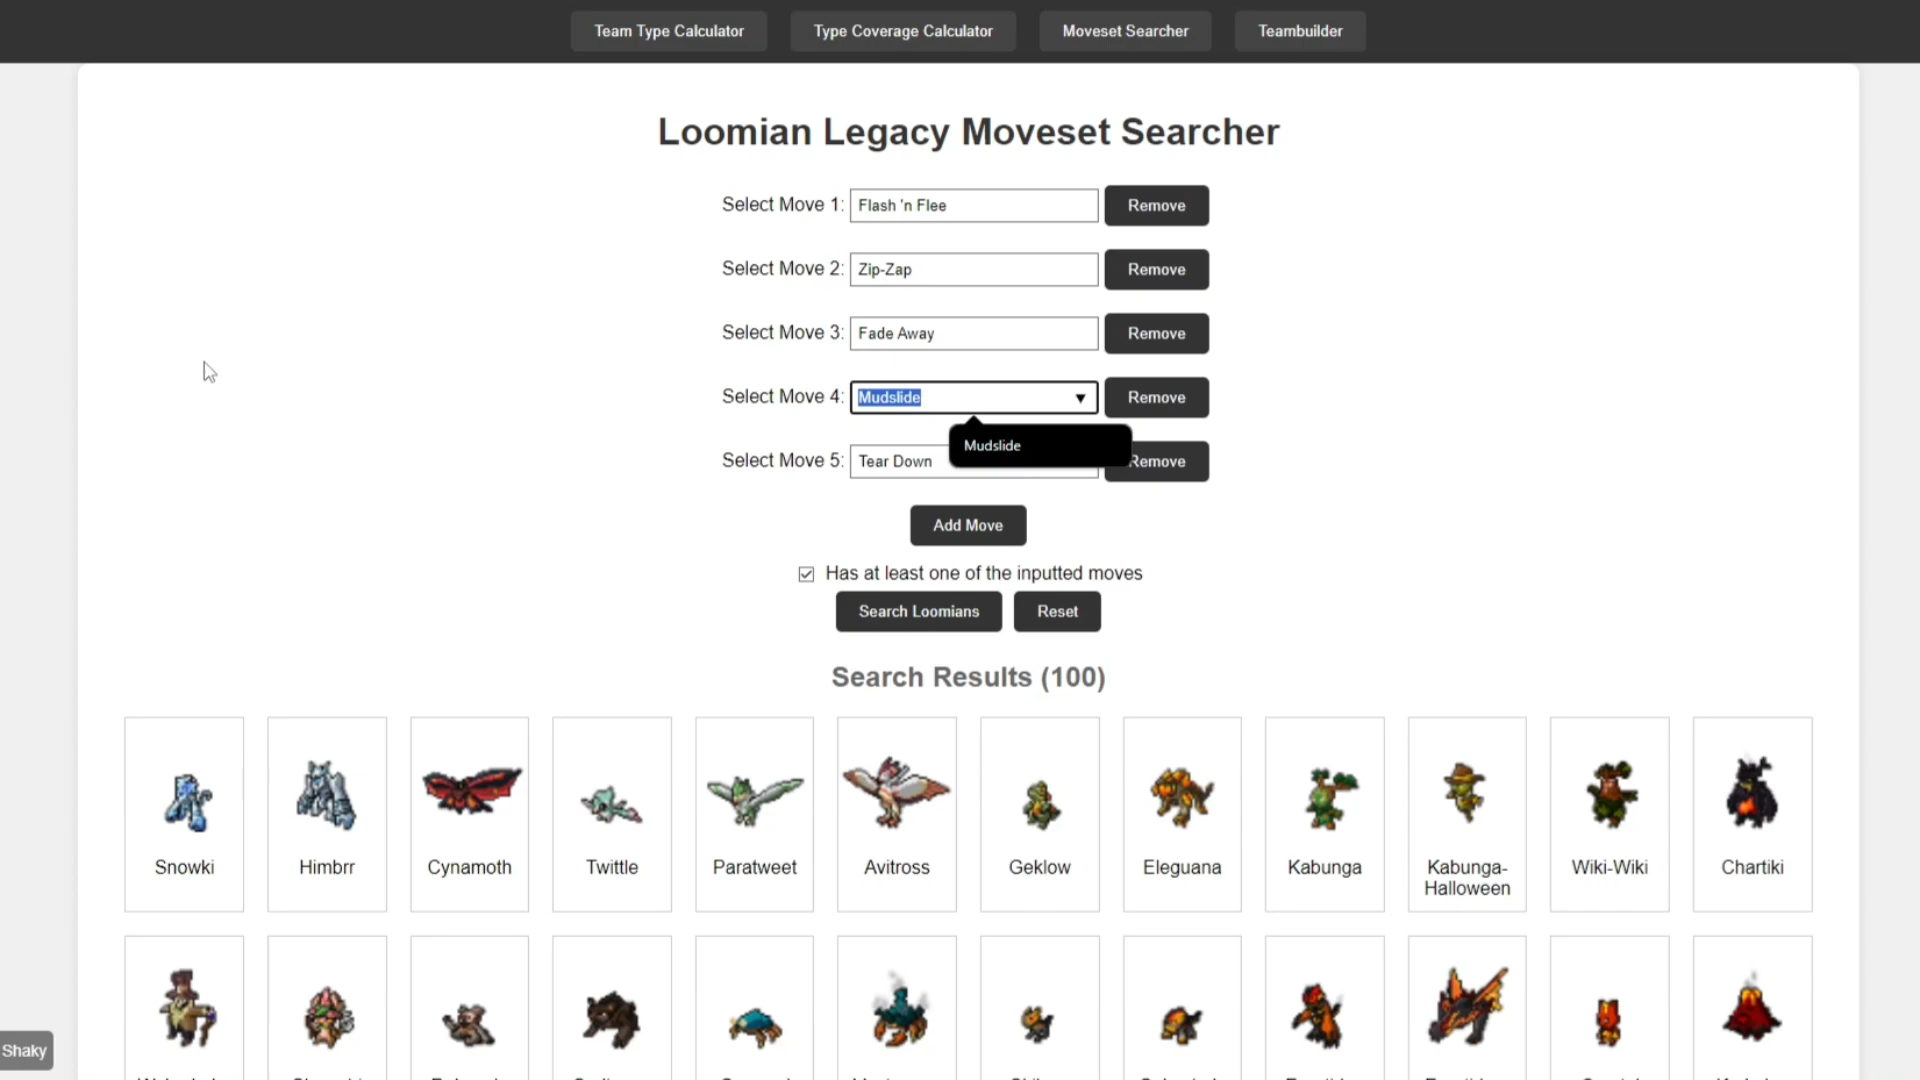 Team Type Calculator
Type Coverage Calculator
Moveset Searcher
Teambuilder
Loomian Legacy Moveset Searcher
Select Move 1: Flash 'n Flee Remove
Select Move 2: Zip-Zap Remove
Select Move 3: Fade Away Remove
Select Move 4: Mudslide Remove
Mudslide
Select Move 5: Tear Down Remove
Add Move
Has at least one of the inputted moves
Search Loomians Reset
Search Results (100)
Snowki
Himbrr
Cynamoth
Twittle
Paratweet
Avitross
Geklow
Eleguana
Kabunga
Kabunga-
Halloween
Wiki-Wiki
Chartiki
Shaky